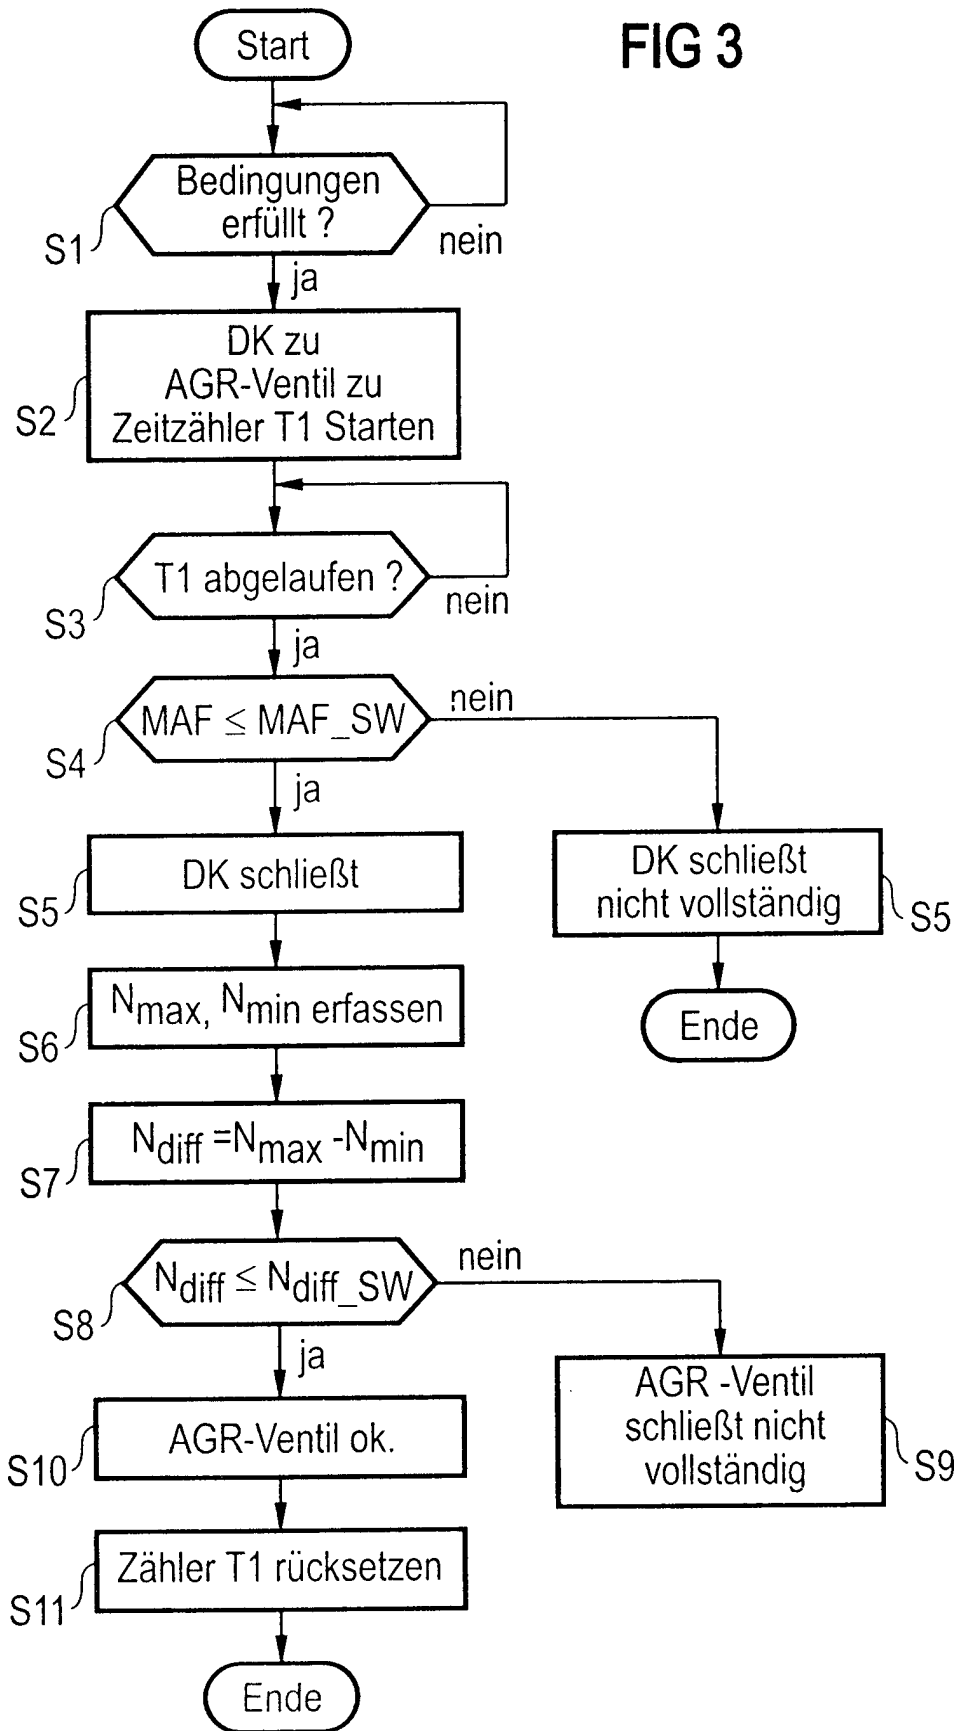 Start
FIG 3
Bedingungen
erfüllt ?
S1
nein
ja
DK zu
AGR-Ventil zu
Zeitzähler T1 Starten
S2
T1 abgelaufen ?
S3
nein
ja
MAF ≤ MAF_SW
nein
S4
ja
DK schließt
S5
DK schließt
nicht vollständig
S5
Nmax, Nmin erfassen
S6
Ende
Ndiff =Nmax -Nmin
S7
Ndiff ≤ Ndiff_SW
nein
S8
ja
AGR-Ventil ok.
S10
AGR -Ventil
schließt nicht
vollständig
S9
Zähler T1 rücksetzen
S11
Ende